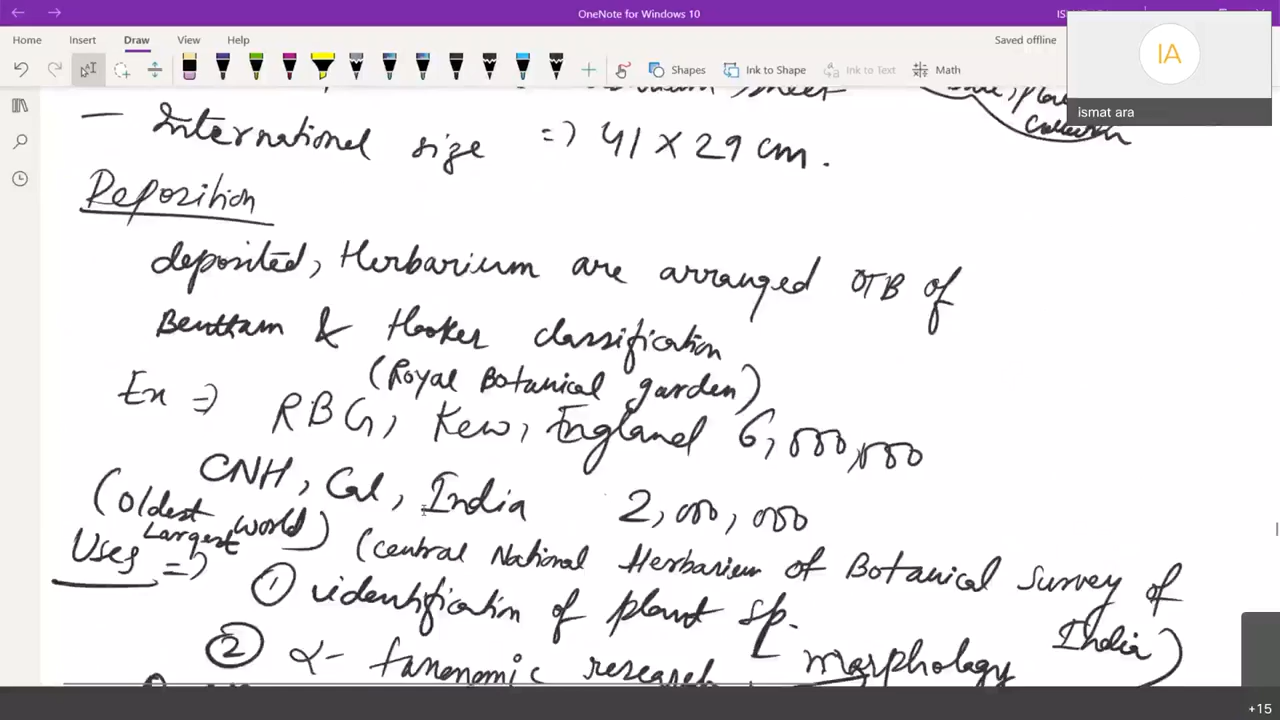 OneNote for Windows 10
Home Insert Draw View Help Saved offline
Shapes Ink to Shape Ink to Text Math
IA
ismat ara
sheet
Collection
— International size => 41 X 29 cm.
Reposition
deposited, Herbarium are arranged OTB of
Benttam & Hooker classification
(Royal Botanical garden)
Ex => RBG, Kew, England 6,000,000
CNH, Cal, India 2,000,000
(Oldest Largest world)
(central National Herbarium of Botanical Survey of India)
Uses =>
① identification of plant sp.
② α- taxonomic research morphology
+15